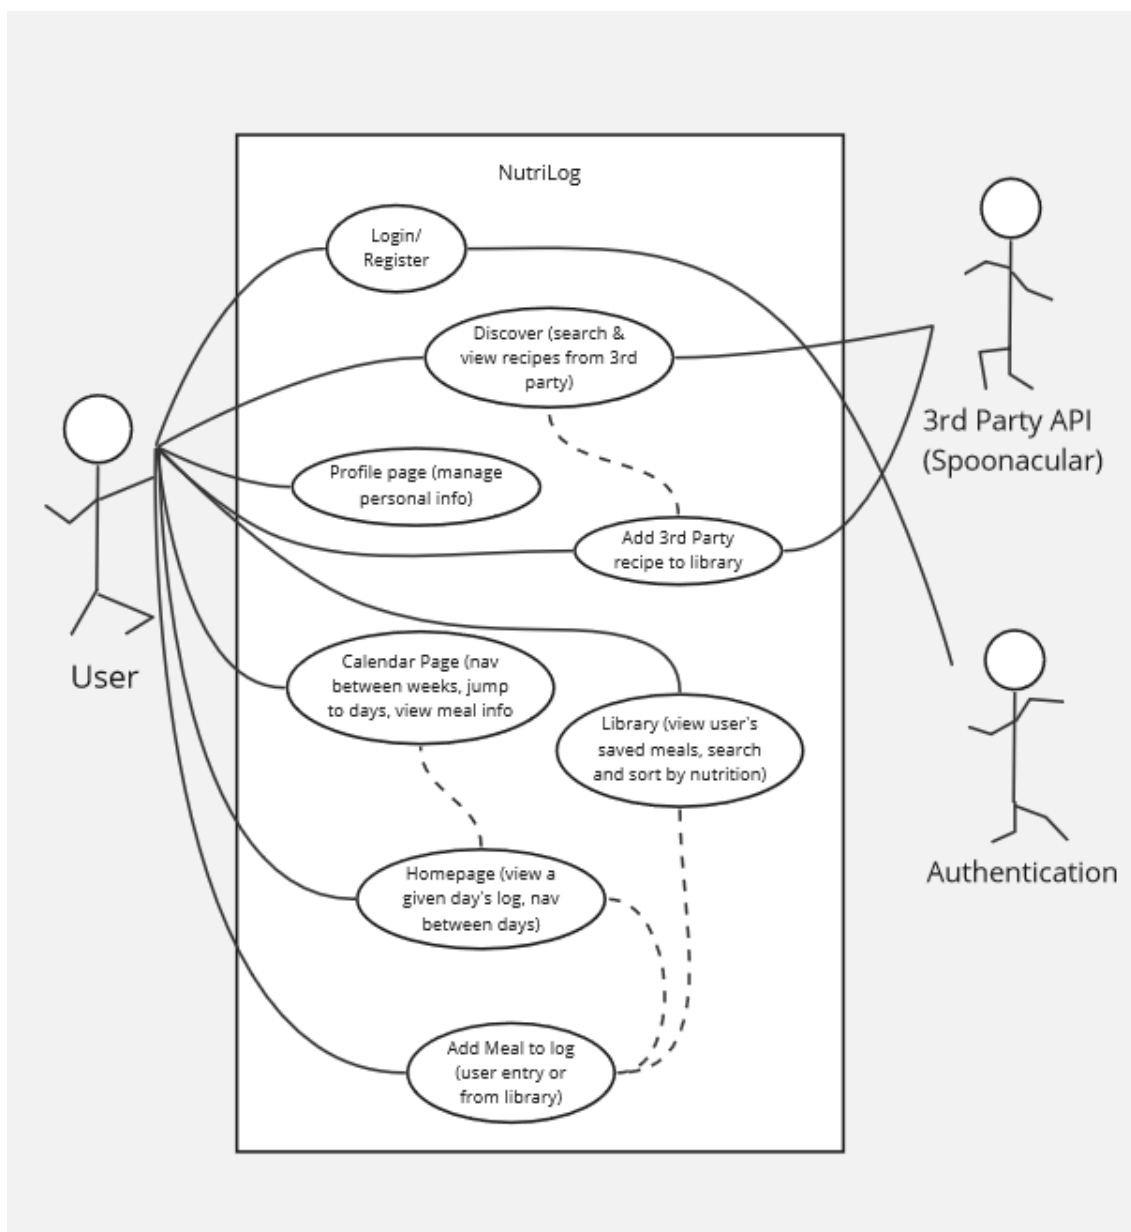 NutriLog
Login/
Register
Discover (search &
view recipes from 3rd
party)
3rd Party API
(Spoonacular)
Profile page (manage
personal info)
Add 3rd Party
recipe to library
User
Calendar Page (nav
between weeks, jump
to days, view meal info
Library (view user's
saved meals, search
and sort by nutrition)
Homepage (view a
given day's log, nav
between days)
Authentication
Add Meal to log
(user entry or
from library)